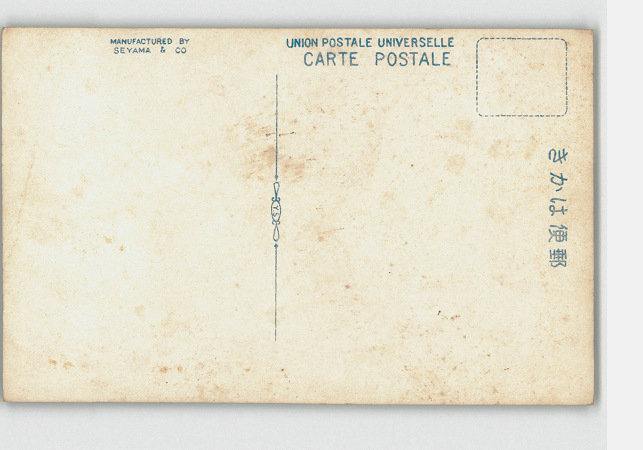 MANUFACTURED BY
SEYAMA & CO
UNION POSTALE UNIVERSELLE
CARTE POSTALE
郵便はかき
Y.S